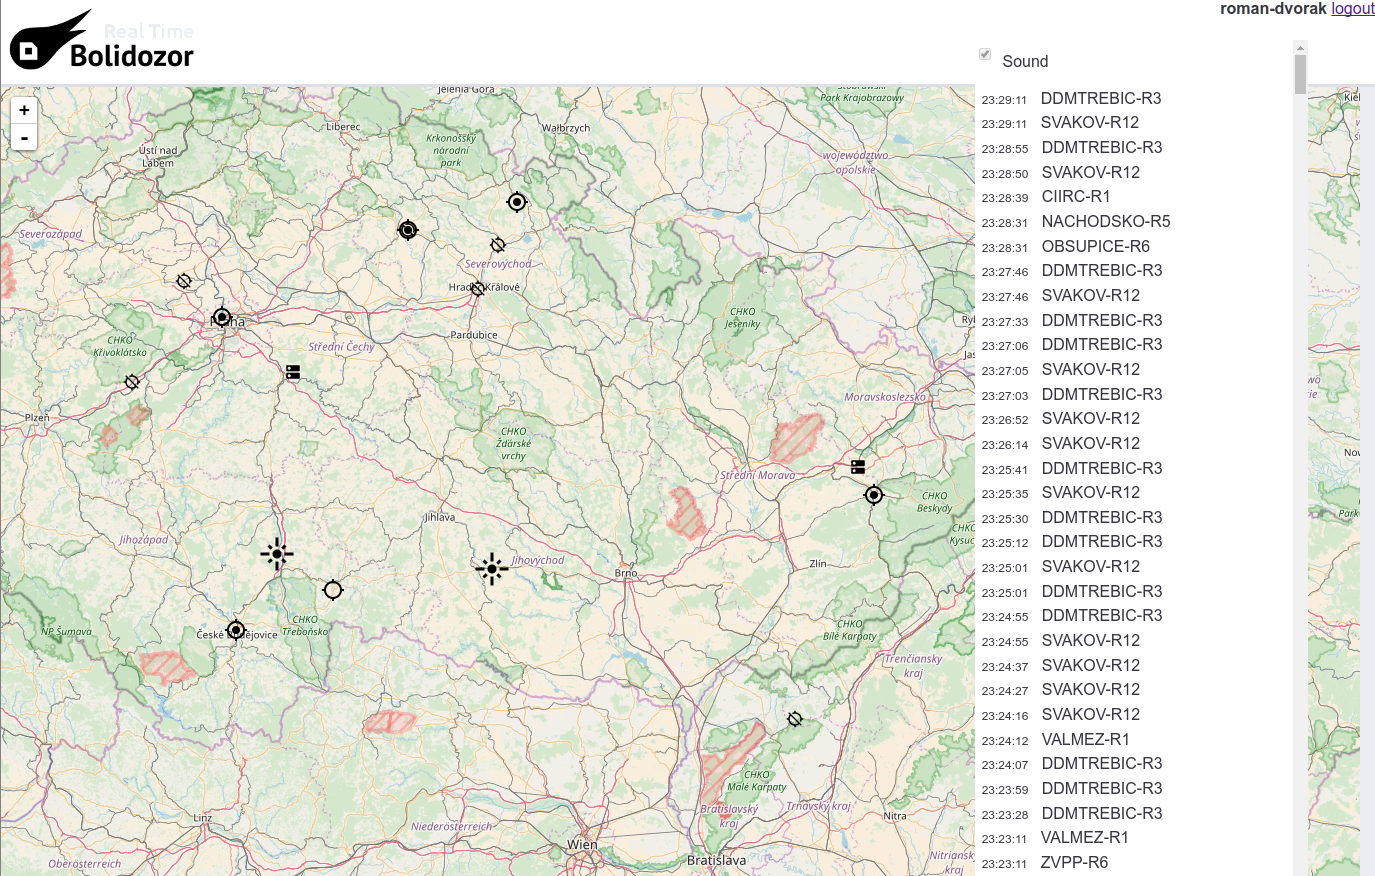 roman-dvorak logout
Real Time
Bolidozor
Sound
+
-
23:29:11 DDMTREBIC-R3
23:29:11 SVAKOV-R12
23:28:55 DDMTREBIC-R3
23:28:50 SVAKOV-R12
23:28:39 CIIRC-R1
23:28:31 NACHODSKO-R5
23:28:31 OBSUPICE-R6
23:27:46 DDMTREBIC-R3
23:27:46 SVAKOV-R12
23:27:33 DDMTREBIC-R3
23:27:06 DDMTREBIC-R3
23:27:05 SVAKOV-R12
23:27:03 DDMTREBIC-R3
23:26:52 SVAKOV-R12
23:26:14 SVAKOV-R12
23:25:41 DDMTREBIC-R3
23:25:35 SVAKOV-R12
23:25:30 DDMTREBIC-R3
23:25:12 DDMTREBIC-R3
23:25:01 SVAKOV-R12
23:25:01 DDMTREBIC-R3
23:24:55 DDMTREBIC-R3
23:24:55 SVAKOV-R12
23:24:37 SVAKOV-R12
23:24:27 SVAKOV-R12
23:24:16 SVAKOV-R12
23:24:12 VALMEZ-R1
23:24:07 DDMTREBIC-R3
23:23:59 DDMTREBIC-R3
23:23:28 DDMTREBIC-R3
23:23:11 VALMEZ-R1
23:23:11 ZVPP-R6
Jelenia Góra
Park Krajobrazowy
Liberec
Wałbrzych
Krkonošský
národní
park
Ústí nad
Labem
województwo
opolskie
Severozápad
Severovýchod
Hradec Králové
Praha
Pardubice
CHKO
Jeseníky
CHKO
Křivoklátsko
Střední Čechy
Moravskoslezsko
Plzeň
CHKO
Žďárské
vrchy
Střední Morava
CHKO
Beskydy
Jihlava
Jihozápad
Jihovýchod
Brno
Zlín
NP Šumava
České Budějovice
CHKO
Třeboňsko
CHKO
Bílé Karpaty
Trenčiansky
kraj
CHKO
Malé Karpaty
Bratislavský
kraj
Trnavský kraj
Nitra
Linz
Niederösterreich
Wien
Bratislava
Oberösterreich